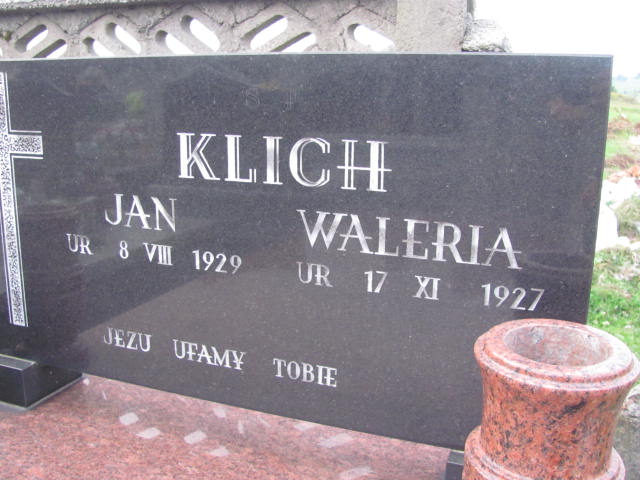 KLICH
JAN WALERIA
UR 8 VIII 1929 UR 17 XI 1927
JEZU UFAMY TOBIE